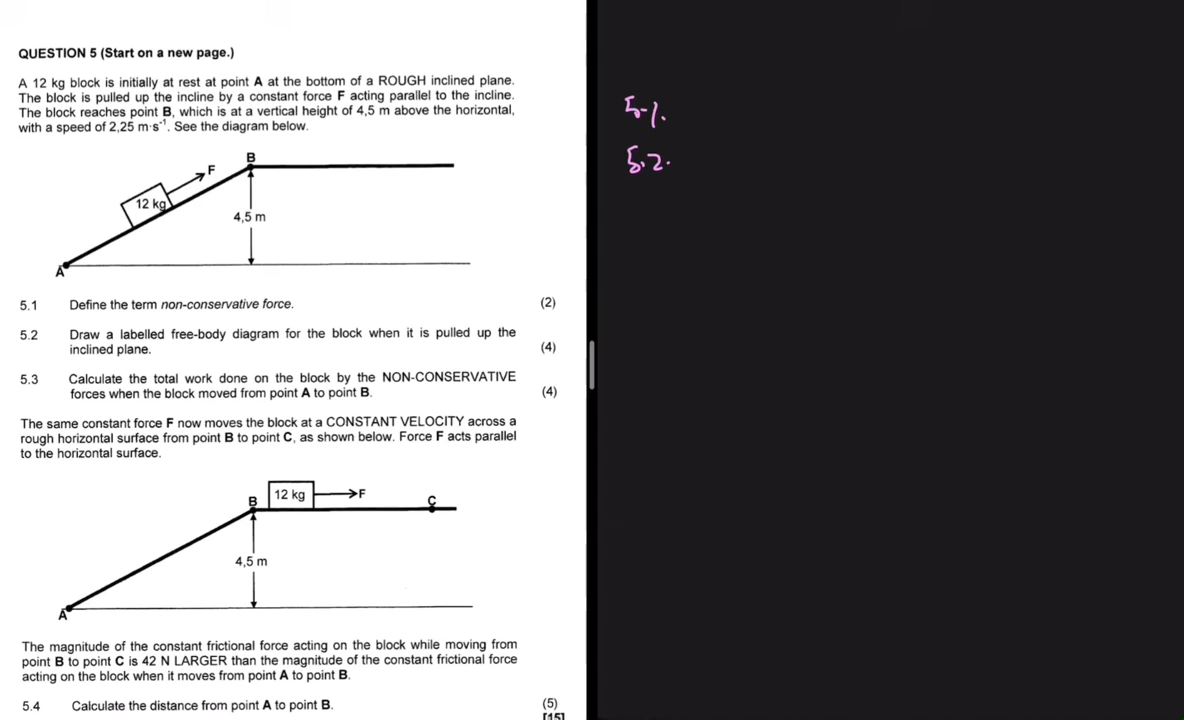 QUESTION 5 (Start on a new page.)
A 12 kg block is initially at rest at point A at the bottom of a ROUGH inclined plane.
The block is pulled up the incline by a constant force F acting parallel to the incline.
The block reaches point B, which is at a vertical height of 4,5 m above the horizontal,
with a speed of 2,25 m·s⁻¹. See the diagram below.
B
F
12 kg
4,5 m
A
5.1 Define the term non-conservative force. (2)
5.2 Draw a labelled free-body diagram for the block when it is pulled up the
inclined plane. (4)
5.3 Calculate the total work done on the block by the NON-CONSERVATIVE
forces when the block moved from point A to point B. (4)
The same constant force F now moves the block at a CONSTANT VELOCITY across a
rough horizontal surface from point B to point C, as shown below. Force F acts parallel
to the horizontal surface.
B 12 kg F C
4,5 m
A
The magnitude of the constant frictional force acting on the block while moving from
point B to point C is 42 N LARGER than the magnitude of the constant frictional force
acting on the block when it moves from point A to point B.
5.4 Calculate the distance from point A to point B. (5)
[15]
5.1.
5.2.